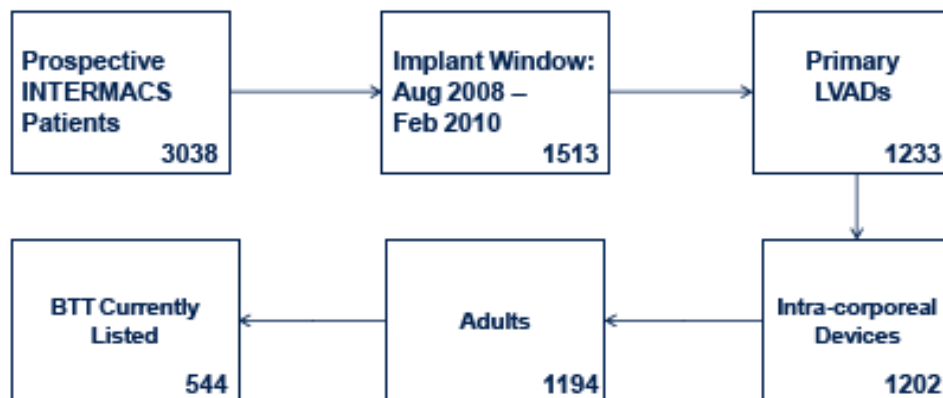 Prospective
INTERMACS
Patients
3038
Implant Window:
Aug 2008 –
Feb 2010
1513
Primary
LVADs
1233
Intra-corporeal
Devices
1202
Adults
1194
BTT Currently
Listed
544